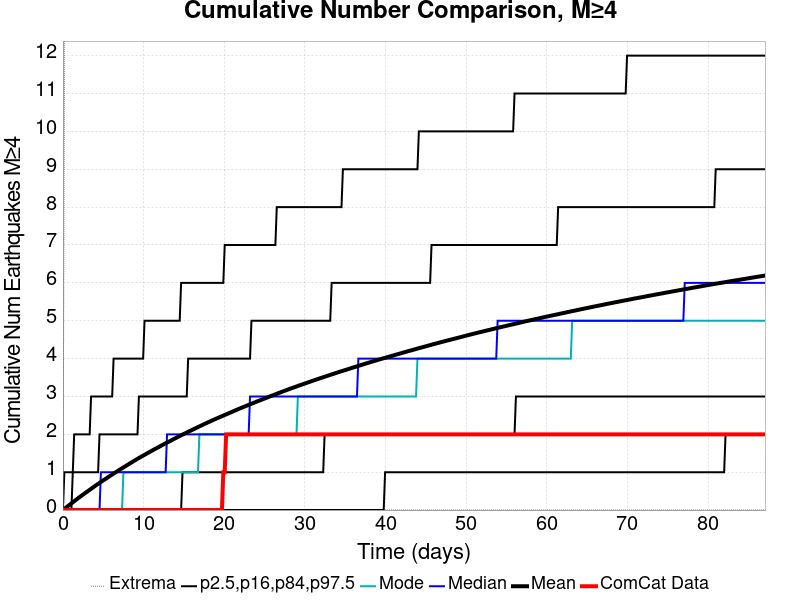 Cumulative Number Comparison, M≥4
Cumulative Num Earthquakes M≥4
12
11
10
9
8
7
6
5
4
3
2
1
0
0 10 20 30 40 50 60 70 80
Time (days)
Extrema p2.5,p16,p84,p97.5 Mode Median Mean ComCat Data